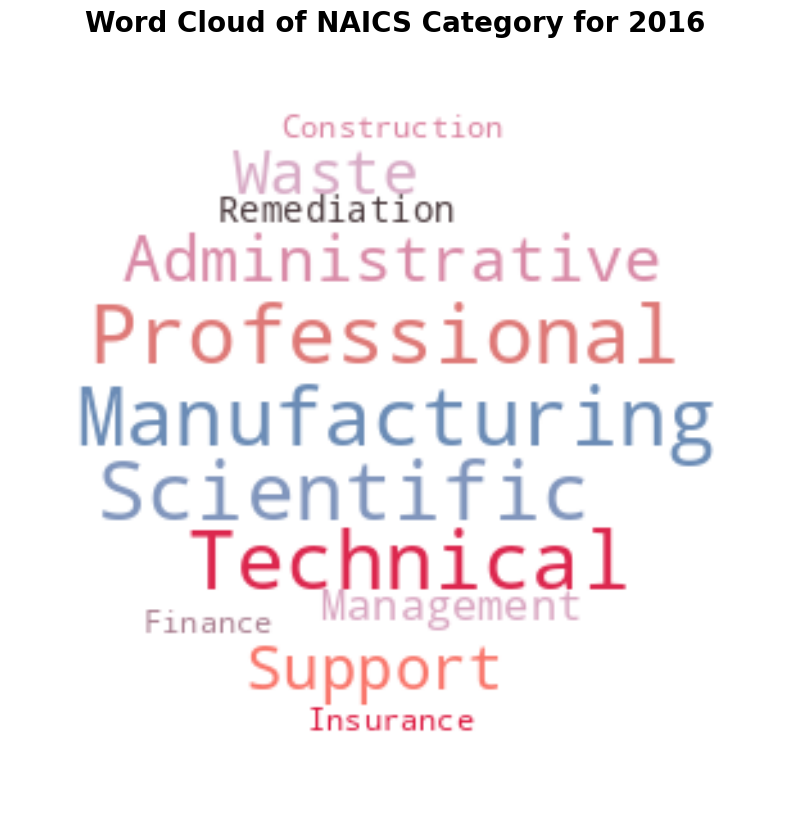 Word Cloud of NAICS Category for 2016
Construction
Waste
Remediation
Administrative
Professional
Manufacturing
Scientific
Technical
Management
Finance
Support
Insurance